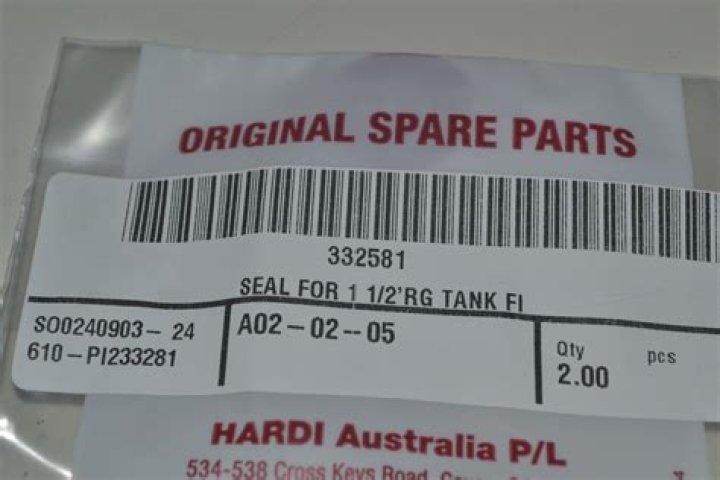 ORIGINAL SPARE PARTS
332581
SEAL FOR 1 1/2'RG TANK FI
SO0240903-24
610-PI233281
A02-02--05
Qty pcs
2.00
HARDI Australia P/L
534-538 Cross Keys Road,